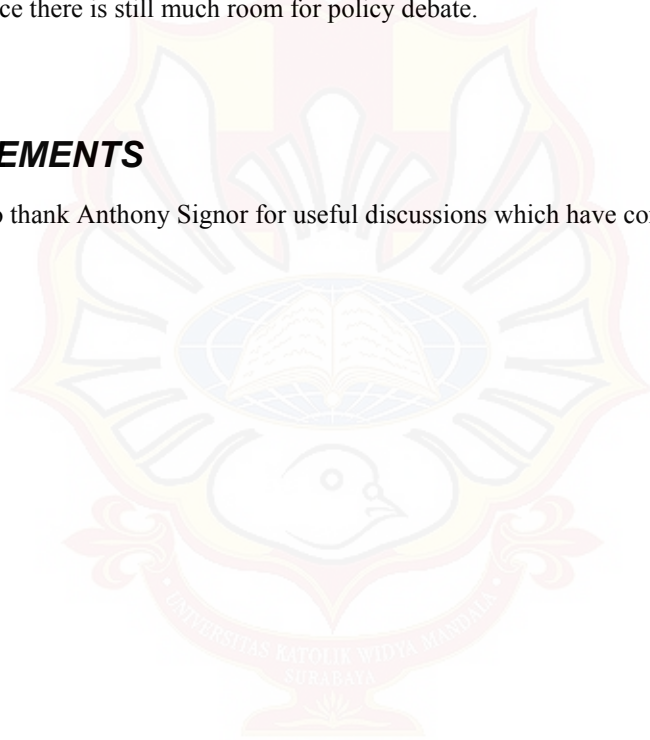 ce there is still much room for policy debate.
EMENTS
o thank Anthony Signor for useful discussions which have co
UNIVERSITAS KATOLIK WIDYA MANDALA
SURABAYA